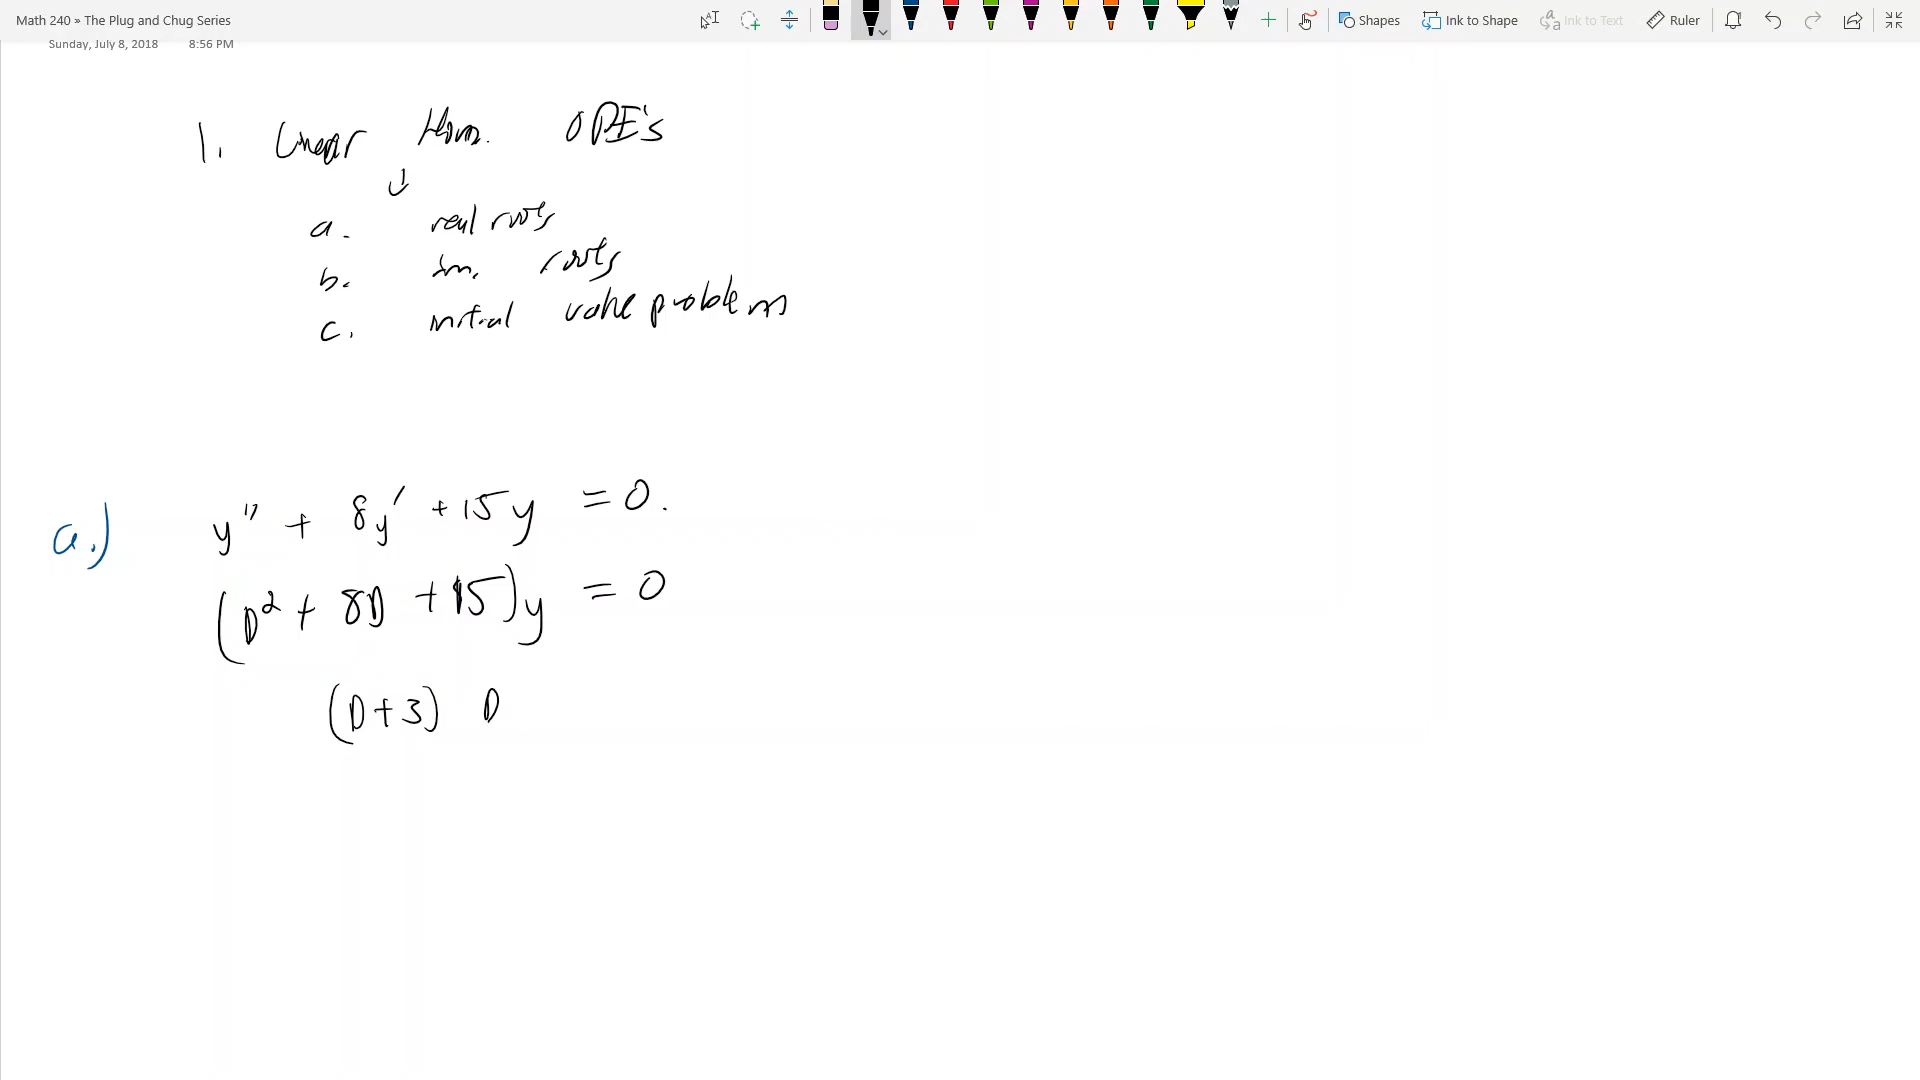 Math 240 » The Plug and Chug Series
Shapes
Ink to Shape
Ink to Text
Ruler
Sunday, July 8, 2018 8:56 PM
1. Linear Hom. ODE's
a. real roots
b. im. roots
c. initial value problems
a.) y'' + 8y' + 15y = 0.
(D² + 8D + 15)y = 0
(D+3) D